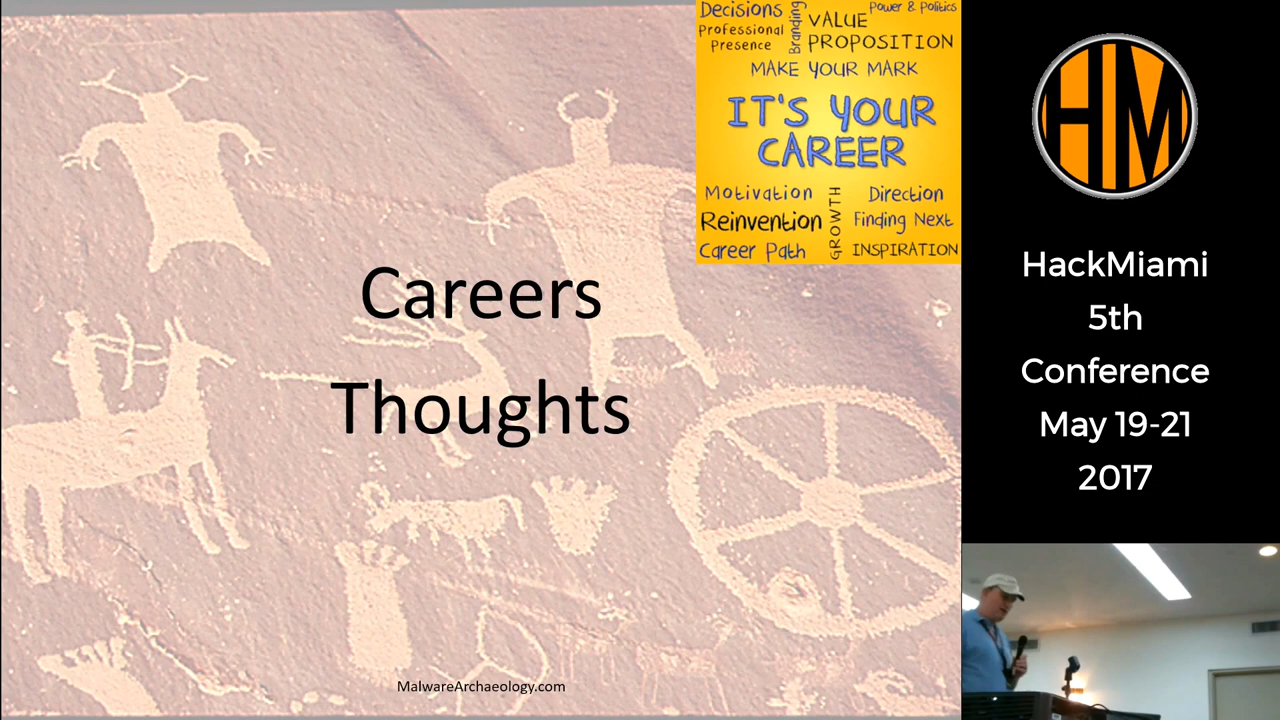 Decisions
Branding
Power & Politics
VALUE
Professional
Presence
PROPOSITION
MAKE YOUR MARK
IT'S YOUR
CAREER
Motivation
GROWTH
Direction
Reinvention
Finding Next
Career Path
INSPIRATION
Careers
Thoughts
MalwareArchaeology.com
HM
HackMiami
5th
Conference
May 19-21
2017